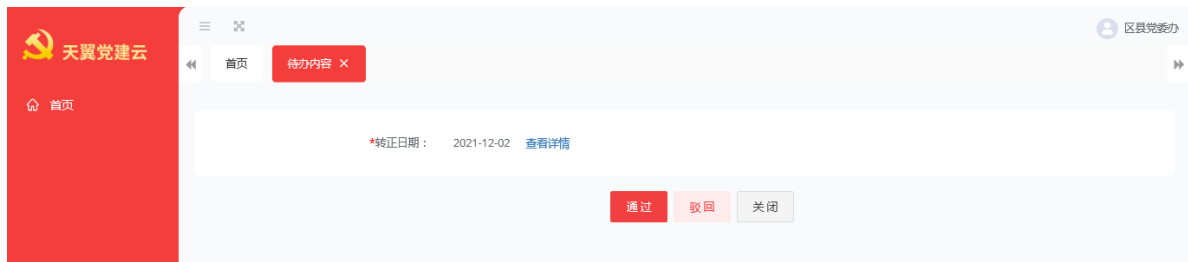 天翼党建云
区县党委办
首页 待办内容 ×
首页
*转正日期： 2021-12-02 查看详情
通过 驳回 关闭